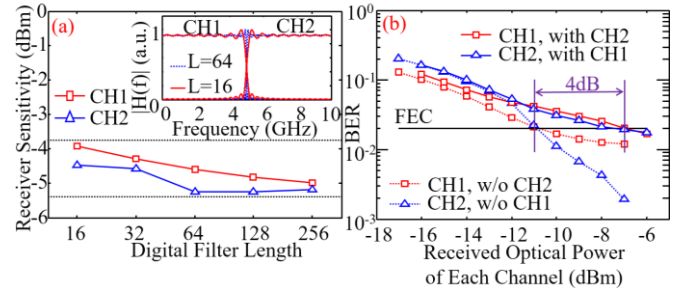 (a)
Receiver Sensitivity (dBm)
0
-1
-2
-3
-4
-5
-6
16
32
64
128
256
Digital Filter Length
CH1
CH2
CH1
CH2
L=64
L=16
|H(f)| (a.u.)
1
0
0
2
4
6
8
10
Frequency (GHz)
(b)
BER
10^0
10^-1
10^-2
10^-3
-18
-16
-14
-12
-10
-8
-6
Received Optical Power
of Each Channel (dBm)
CH1, with CH2
CH2, with CH1
4dB
FEC
CH1, w/o CH2
CH2, w/o CH1